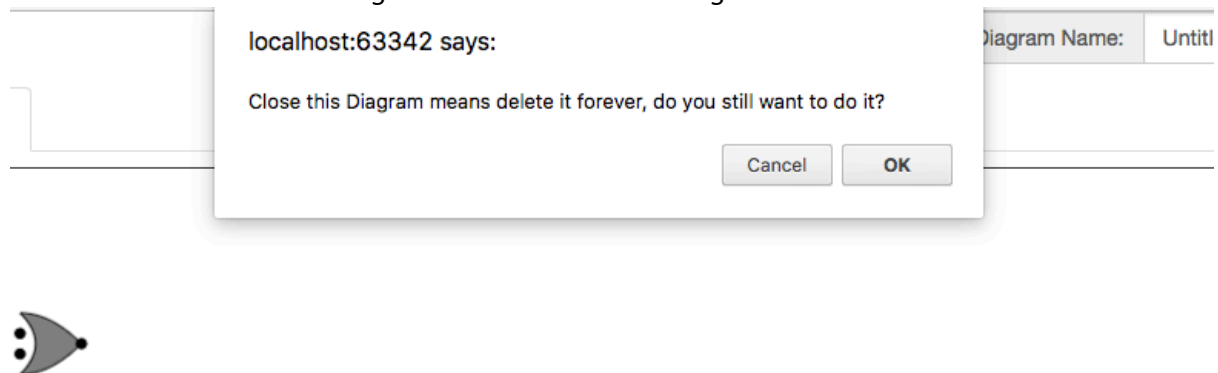 localhost:63342 says:
Diagram Name: Untitl
Close this Diagram means delete it forever, do you still want to do it?
Cancel OK